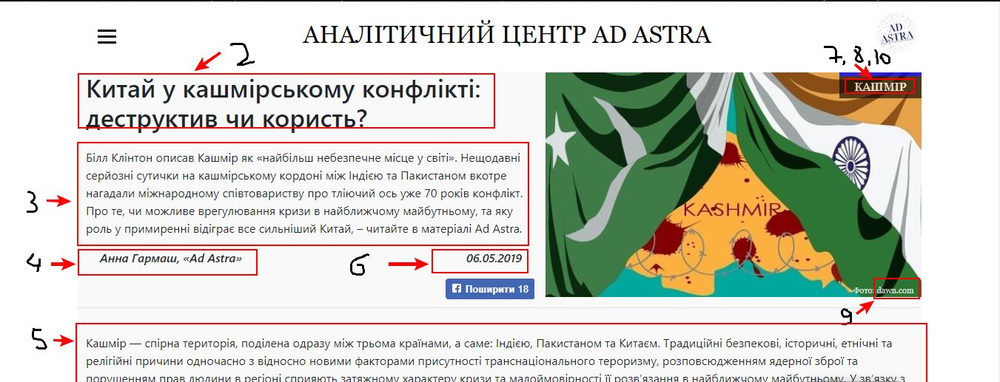 АНАЛІТИЧНИЙ ЦЕНТР AD ASTRA
AD
ASTRA
2
7, 8, 10
Китай у кашмірському конфлікті:
деструктив чи користь?
КАШМІР
Білл Клінтон описав Кашмір як «найбільш небезпечне місце у світі». Нещодавні
серйозні сутички на кашмірському кордоні між Індією та Пакистаном вкотре
нагадали міжнародному співтовариству про тліючий ось уже 70 років конфлікт.
Про те, чи можливе врегулювання кризи в найближчому майбутньому, та яку
роль у примиренні відіграє все сильніший Китай, – читайте в матеріалі Ad Astra.
3
KASHMIR
4
Анна Гармаш, «Ad Astra»
6
06.05.2019
Поширити 18
Фото: dawn.com
9
5
Кашмір — спірна територія, поділена одразу між трьома країнами, а саме: Індією, Пакистаном та Китаєм. Традиційні безпекові, історичні, етнічні та
релігійні причини одночасно з відносно новими факторами присутності транснаціонального тероризму, розповсюдженням ядерної зброї та
порушенням прав людини в регіоні сприяють затяжному характеру кризи та малоймовірності її розв'язання в найближчому майбутньому. У зв'язку з